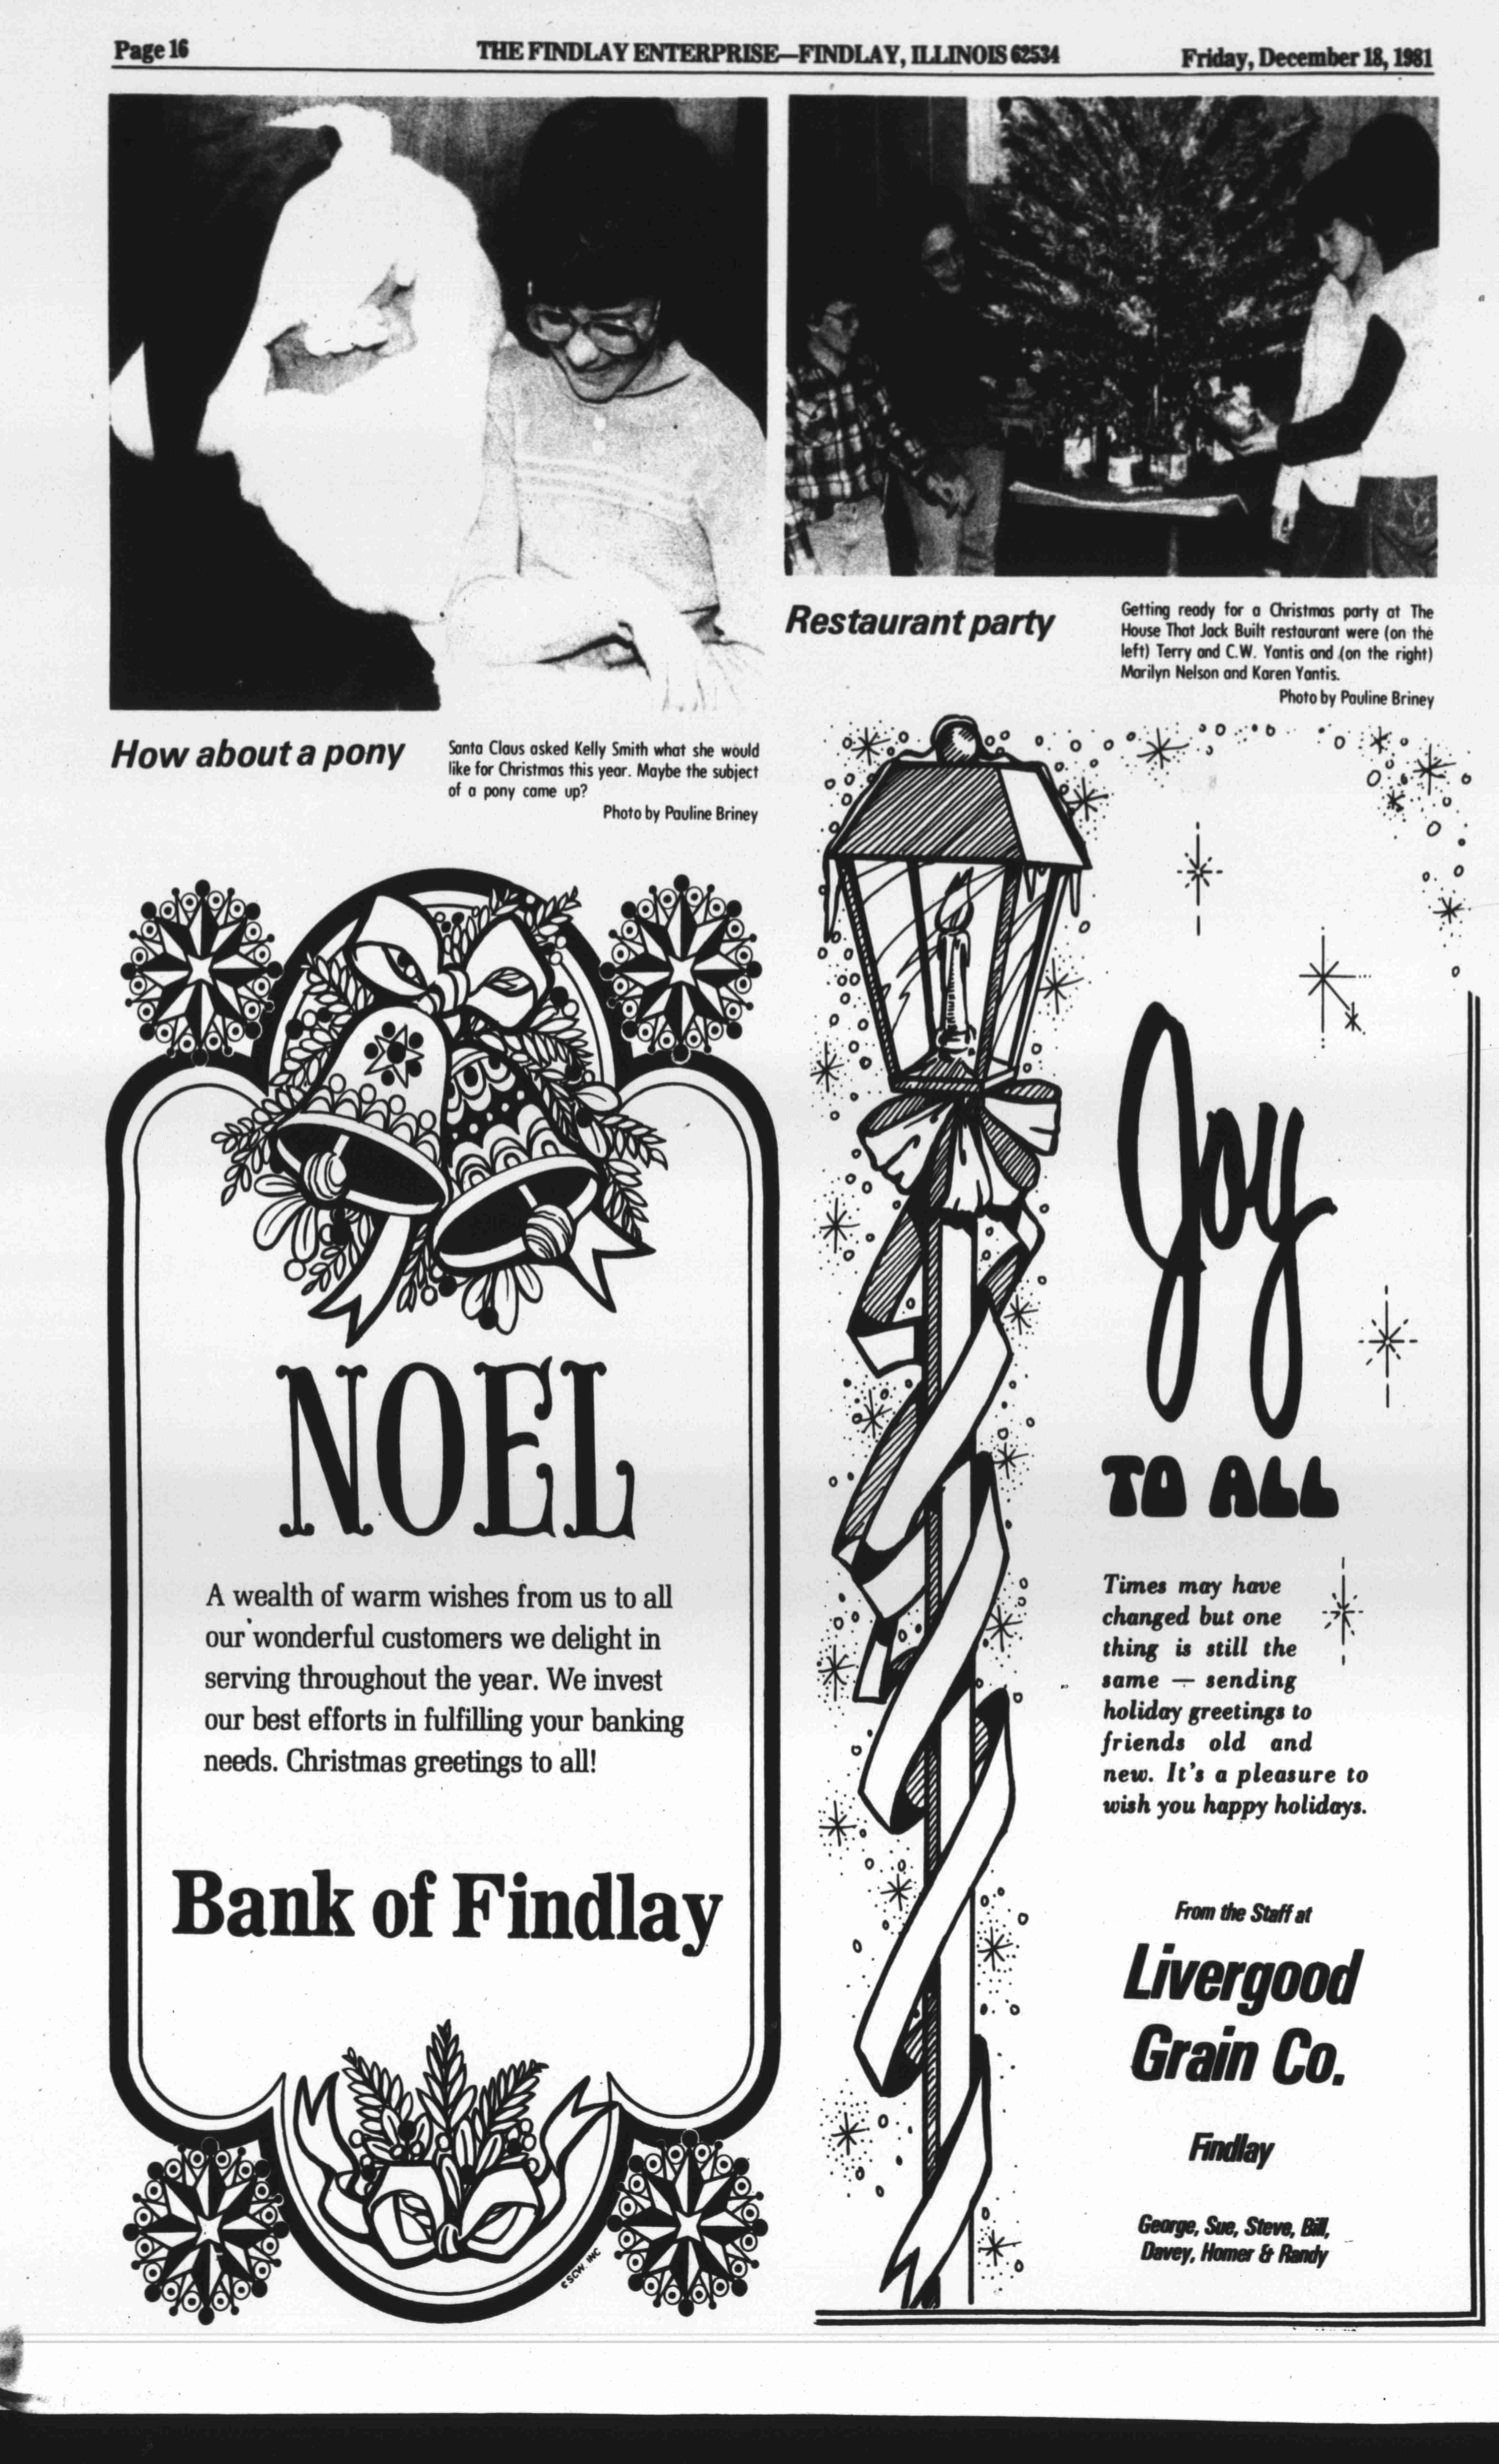 Page 16
THE FINDLAY ENTERPRISE—FINDLAY, ILLINOIS 62534
Friday, December 18, 1981
Restaurant party
Getting ready for a Christmas party at The
House That Jack Built restaurant were (on the
left) Terry and C.W. Yantis and (on the right)
Marilyn Nelson and Karen Yantis.
Photo by Pauline Briney
How about a pony
Santa Claus asked Kelly Smith what she would
like for Christmas this year. Maybe the subject
of a pony came up?
Photo by Pauline Briney
NOEL
A wealth of warm wishes from us to all
our wonderful customers we delight in
serving throughout the year. We invest
our best efforts in fulfilling your banking
needs. Christmas greetings to all!
Bank of Findlay
©SCW, INC
Joy
TO ALL
Times may have
changed but one
thing is still the
same — sending
holiday greetings to
friends old and
new. It's a pleasure to
wish you happy holidays.
From the Staff at
Livergood
Grain Co.
Findlay
George, Sue, Steve, Bill,
Davey, Homer & Randy